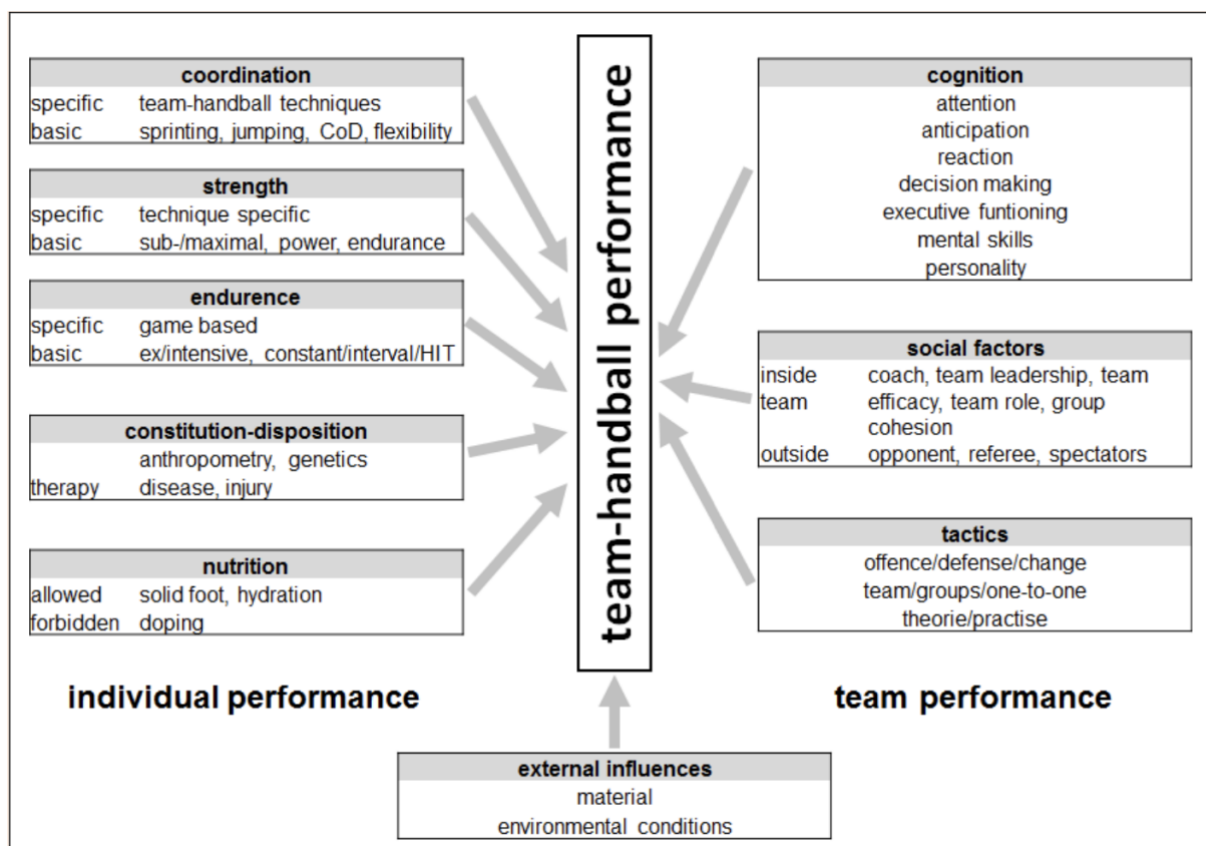 coordination
specific team-handball techniques
basic sprinting, jumping, CoD, flexibility
strength
specific technique specific
basic sub-/maximal, power, endurance
endurence
specific game based
basic ex/intensive, constant/interval/HIT
constitution-disposition
anthropometry, genetics
therapy disease, injury
nutrition
allowed solid foot, hydration
forbidden doping
individual performance
team-handball performance
cognition
attention
anticipation
reaction
decision making
executive funtioning
mental skills
personality
social factors
inside coach, team leadership, team
team efficacy, team role, group
cohesion
outside opponent, referee, spectators
tactics
offence/defense/change
team/groups/one-to-one
theorie/practise
team performance
external influences
material
environmental conditions